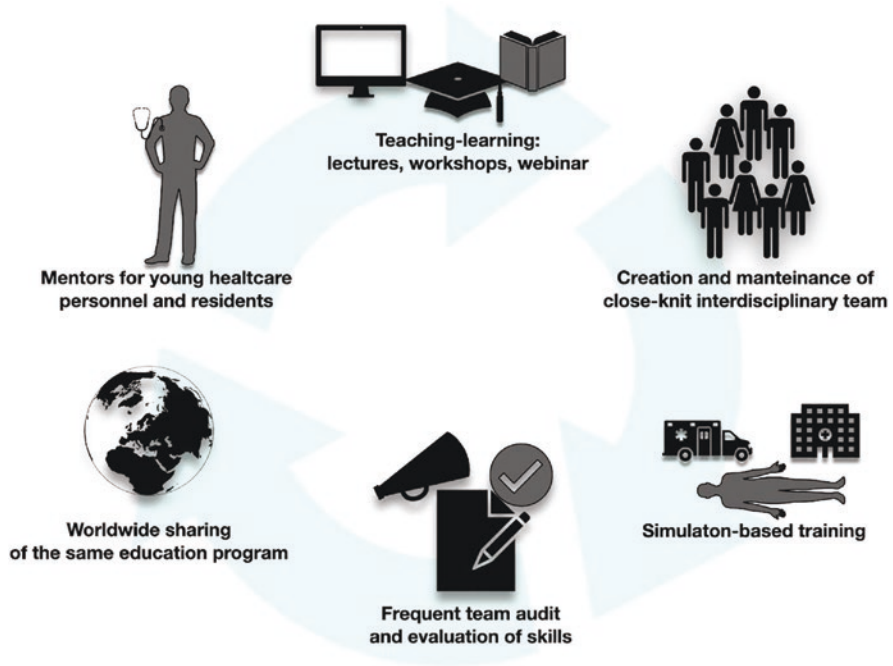 Teaching-learning:
lectures, workshops, webinar
Creation and manteinance of
close-knit interdisciplinary team
Simulaton-based training
Frequent team audit
and evaluation of skills
Worldwide sharing
of the same education program
Mentors for young healtcare
personnel and residents